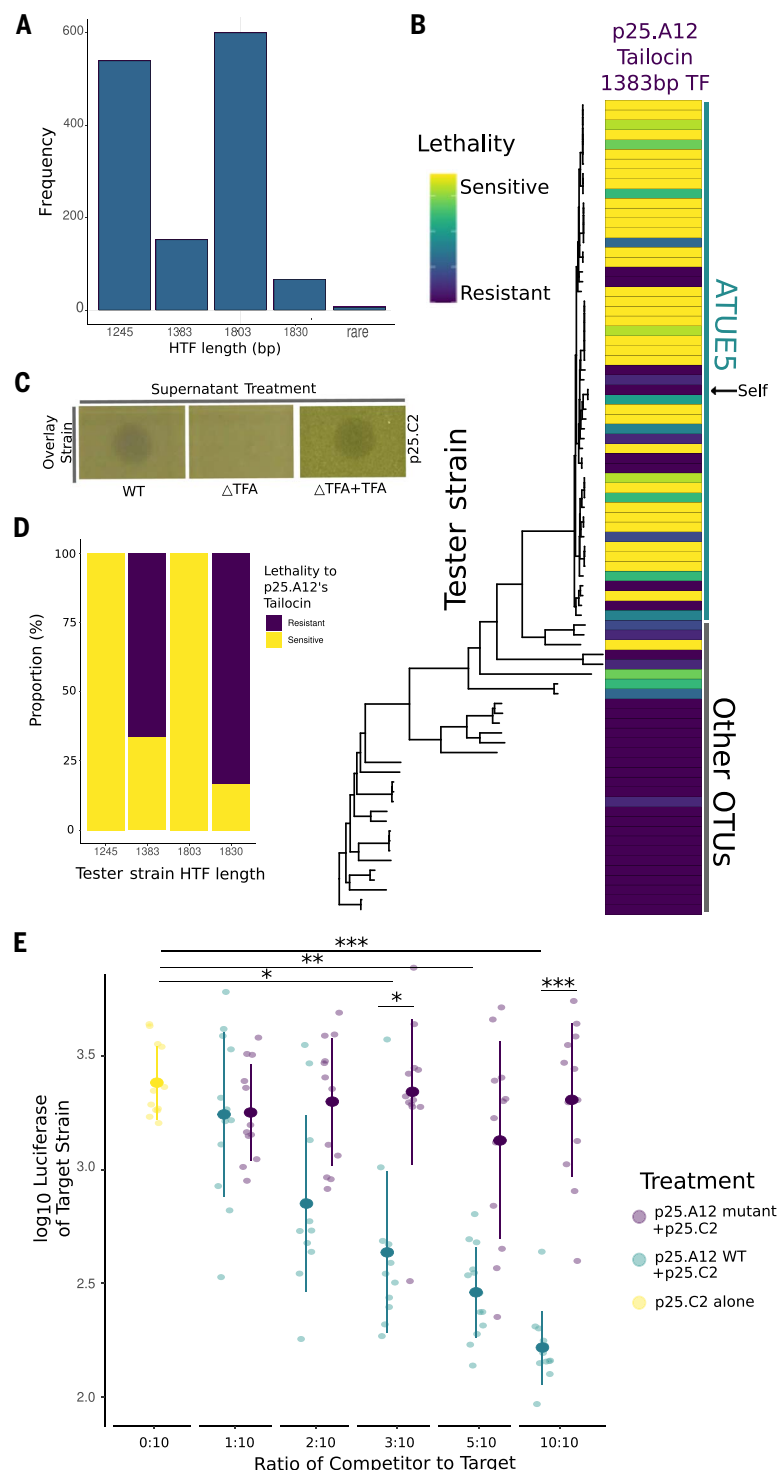 A
600
400
200
0
Frequency
1245
1383
1803
1830
rare
HTF length (bp)
B
p25.A12
Tailocin
1383bp TF
Lethality
Sensitive
Resistant
Tester strain
ATUE5
Self
Other OTUs
C
Supernatant Treatment
Overlay
Strain
p25.C2
WT
△TFA
△TFA+TFA
D
100
75
50
25
0
Proportion (%)
1245
1383
1803
1830
Tester strain HTF length
Lethality to
p25.A12's
Tailocin
Resistant
Sensitive
E
***
**
*
*
***
3.5
3.0
2.5
2.0
log10 Luciferase
of Target Strain
0:10
1:10
2:10
3:10
5:10
10:10
Ratio of Competitor to Target
Treatment
p25.A12 mutant
+p25.C2
p25.A12 WT
+p25.C2
p25.C2 alone